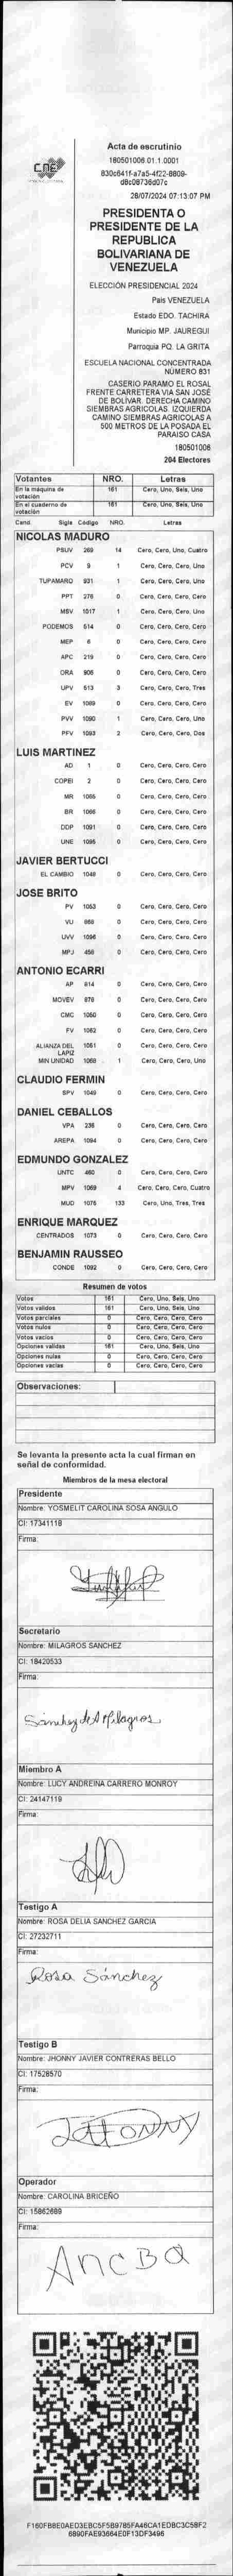 CNE
Acta de escrutinio
180501006.01.1.0001
830c641f-a7a5-4f22-8809-
d8c08736d07c
28/07/2024 07:13:07 PM
PRESIDENTA O
PRESIDENTE DE LA
REPUBLICA
BOLIVARIANA DE
VENEZUELA
ELECCIÓN PRESIDENCIAL 2024
Pais VENEZUELA
Estado EDO. TACHIRA
Municipio MP. JAUREGUI
Parroquia PQ. LA GRITA
ESCUELA NACIONAL CONCENTRADA
NÚMERO 831
CASERIO PARAMO EL ROSAL
FRENTE CARRETERA VIA SAN JOSÉ
DE BOLÍVAR. DERECHA CAMINO
SIEMBRAS AGRICOLAS. IZQUIERDA
CAMINO SIEMBRAS AGRICOLAS A
500 METROS DE LA POSADA EL
PARAISO CASA
180501006
204 Electores
Votantes NRO. Letras
En la máquina de votación 161 Cero, Uno, Seis, Uno
En el cuaderno de votación 161 Cero, Uno, Seis, Uno
Cand. Sigla Código NRO. Letras
NICOLAS MADURO
PSUV 269 14 Cero, Cero, Uno, Cuatro
PCV 9 1 Cero, Cero, Cero, Uno
TUPAMARO 931 1 Cero, Cero, Cero, Uno
PPT 276 0 Cero, Cero, Cero, Cero
MSV 1017 1 Cero, Cero, Cero, Uno
PODEMOS 514 0 Cero, Cero, Cero, Cero
MEP 6 0 Cero, Cero, Cero, Cero
APC 219 0 Cero, Cero, Cero, Cero
ORA 906 0 Cero, Cero, Cero, Cero
UPV 613 3 Cero, Cero, Cero, Tres
EV 1089 0 Cero, Cero, Cero, Cero
PVV 1090 1 Cero, Cero, Cero, Uno
PFV 1093 2 Cero, Cero, Cero, Dos
LUIS MARTINEZ
AD 1 0 Cero, Cero, Cero, Cero
COPEI 2 0 Cero, Cero, Cero, Cero
MR 1065 0 Cero, Cero, Cero, Cero
BR 1066 0 Cero, Cero, Cero, Cero
DDP 1091 0 Cero, Cero, Cero, Cero
UNE 1095 0 Cero, Cero, Cero, Cero
JAVIER BERTUCCI
EL CAMBIO 1048 0 Cero, Cero, Cero, Cero
JOSE BRITO
PV 1053 0 Cero, Cero, Cero, Cero
VU 969 0 Cero, Cero, Cero, Cero
UVV 1096 0 Cero, Cero, Cero, Cero
MPJ 456 0 Cero, Cero, Cero, Cero
ANTONIO ECARRI
AP 814 0 Cero, Cero, Cero, Cero
MOVEV 878 0 Cero, Cero, Cero, Cero
CMC 1050 0 Cero, Cero, Cero, Cero
FV 1062 0 Cero, Cero, Cero, Cero
ALIANZA DEL LAPIZ 1051 0 Cero, Cero, Cero, Cero
MIN UNIDAD 1068 1 Cero, Cero, Cero, Uno
CLAUDIO FERMIN
SPV 1049 0 Cero, Cero, Cero, Cero
DANIEL CEBALLOS
VPA 236 0 Cero, Cero, Cero, Cero
AREPA 1094 0 Cero, Cero, Cero, Cero
EDMUNDO GONZALEZ
UNTC 460 0 Cero, Cero, Cero, Cero
MPV 1069 4 Cero, Cero, Cero, Cuatro
MUD 1075 133 Cero, Uno, Tres, Tres
ENRIQUE MARQUEZ
CENTRADOS 1073 0 Cero, Cero, Cero, Cero
BENJAMIN RAUSSEO
CONDE 1092 0 Cero, Cero, Cero, Cero
Resumen de votos
Votos 161 Cero, Uno, Seis, Uno
Votos validos 161 Cero, Uno, Seis, Uno
Votos parciales 0 Cero, Cero, Cero, Cero
Votos nulos 0 Cero, Cero, Cero, Cero
Votos vacios 0 Cero, Cero, Cero, Cero
Opciones validas 161 Cero, Uno, Seis, Uno
Opciones nulas 0 Cero, Cero, Cero, Cero
Opciones vacias 0 Cero, Cero, Cero, Cero
Observaciones:
Se levanta la presente acta la cual firman en
señal de conformidad.
Miembros de la mesa electoral
Presidente
Nombre: YOSMELIT CAROLINA SOSA ANGULO
CI: 17341118
Firma:
Secretario
Nombre: MILAGROS SANCHEZ
CI: 18420533
Firma:
Sánchez de Milagros
Miembro A
Nombre: LUCY ANDREINA CARRERO MONROY
CI: 24147119
Firma:
Testigo A
Nombre: ROSA DELIA SANCHEZ GARCIA
CI: 27232711
Firma:
Rosa Sánchez
Testigo B
Nombre: JHONNY JAVIER CONTRERAS BELLO
CI: 17528570
Firma:
JHONNY
Operador
Nombre: CAROLINA BRICEÑO
CI: 15862689
Firma:
ANCBQ
F160FB8E0AED3EBC5F5B9785FA46CA1EDBC3C58F2
6890FAE93664E0F13DF3496